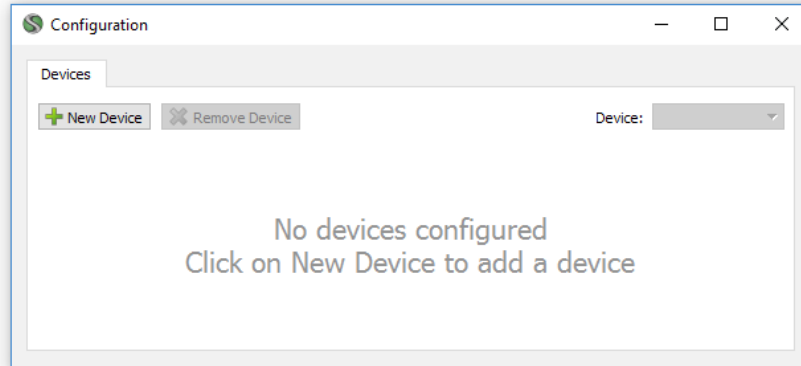 Configuration
Devices
New Device Remove Device Device:
No devices configured
Click on New Device to add a device